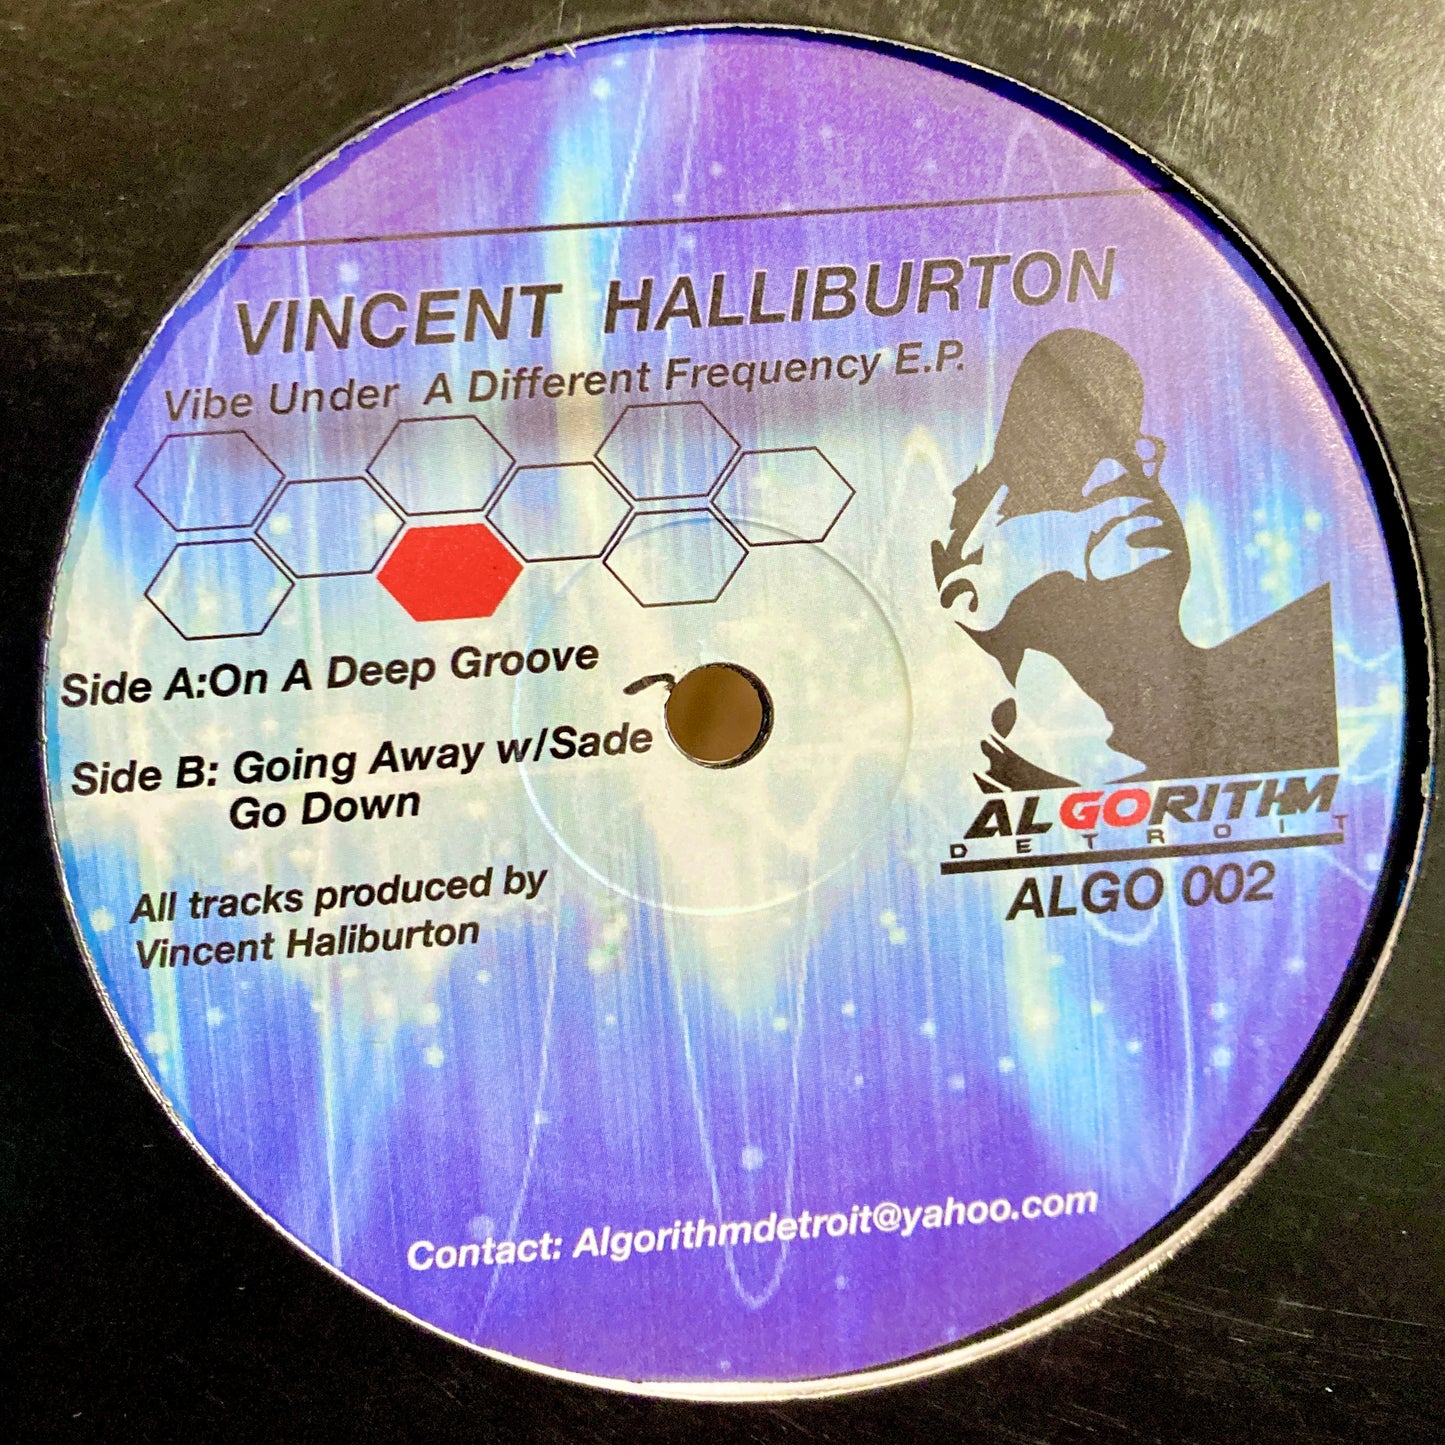 VINCENT HALLIBURTON
Vibe Under A Different Frequency E.P.
Side A:On A Deep Groove
Side B: Going Away w/Sade
Go Down
All tracks produced by
Vincent Haliburton
ALGORITHM
DETROIT
ALGO 002
Contact: Algorithmdetroit@yahoo.com